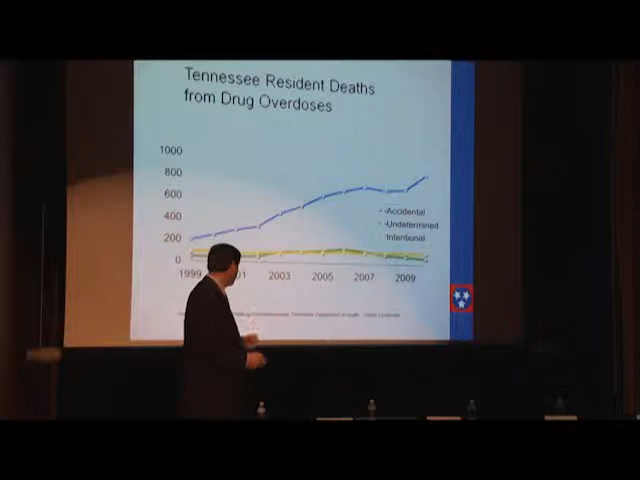 Tennessee Resident Deaths
from Drug Overdoses
1000
800
600
400
200
0
Accidental
Undetermined
Intentional
1999
01
2003
2005
2007
2009